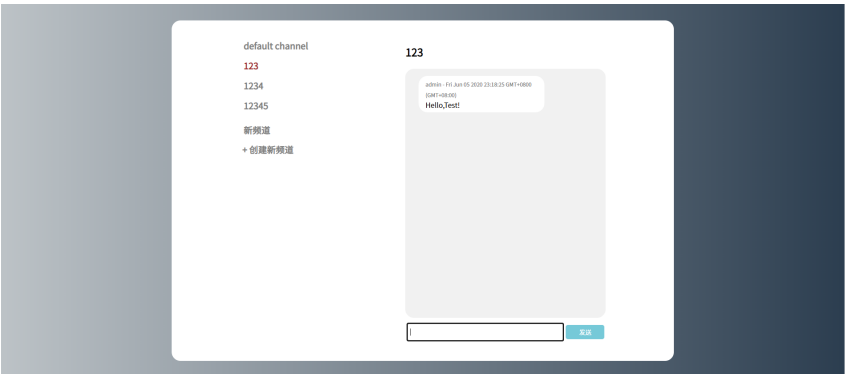 default channel
123
1234
12345
新频道
+ 创建新频道
123
admin - Fri Jun 05 2020 23:18:25 GMT+0800
(GMT+08:00)
Hello,Test!
发送